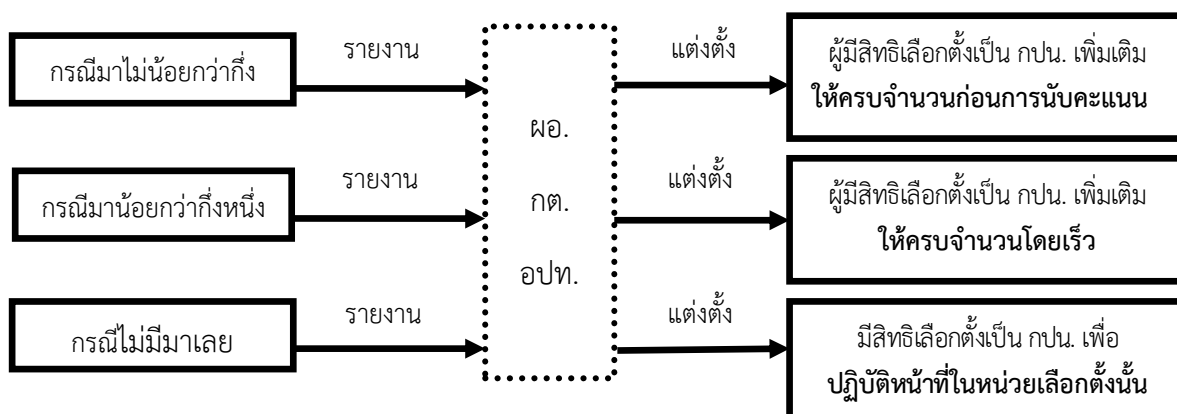 กรณีมาไม่น้อยกว่ากึ่ง
รายงาน
แต่งตั้ง
ผู้มีสิทธิเลือกตั้งเป็น กปน. เพิ่มเติม
ให้ครบจำนวนก่อนการนับคะแนน
กรณีมาน้อยกว่ากึ่งหนึ่ง
รายงาน
ผอ.
กต.
อปท.
แต่งตั้ง
ผู้มีสิทธิเลือกตั้งเป็น กปน. เพิ่มเติม
ให้ครบจำนวนโดยเร็ว
กรณีไม่มีมาเลย
รายงาน
แต่งตั้ง
มีสิทธิเลือกตั้งเป็น กปน. เพื่อ
ปฏิบัติหน้าที่ในหน่วยเลือกตั้งนั้น